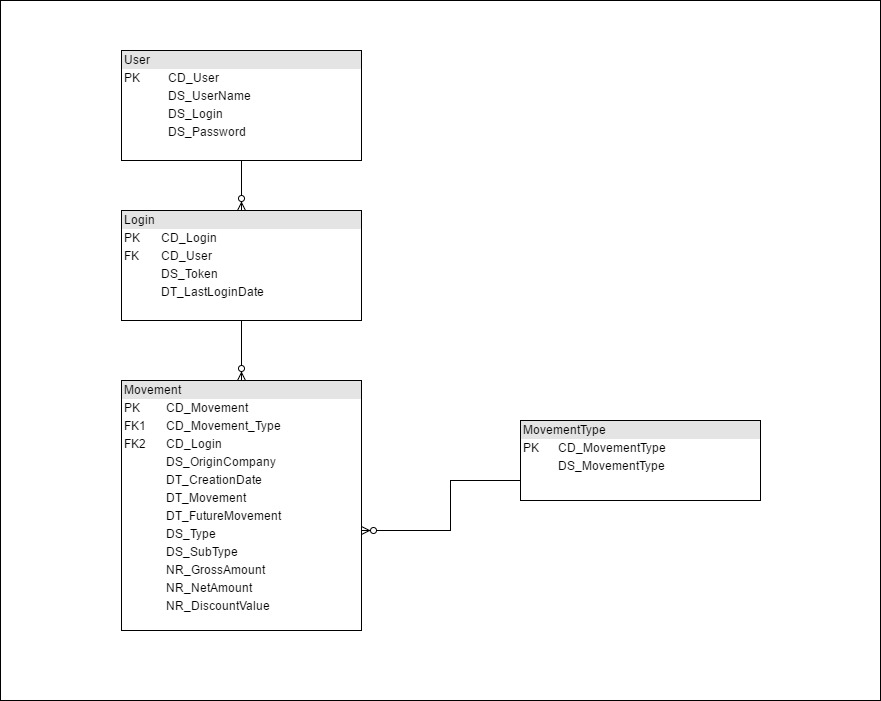 User
PK CD_User
DS_UserName
DS_Login
DS_Password
Login
PK CD_Login
FK CD_User
DS_Token
DT_LastLoginDate
Movement
PK CD_Movement
FK1 CD_Movement_Type
FK2 CD_Login
DS_OriginCompany
DT_CreationDate
DT_Movement
DT_FutureMovement
DS_Type
DS_SubType
NR_GrossAmount
NR_NetAmount
NR_DiscountValue
MovementType
PK CD_MovementType
DS_MovementType